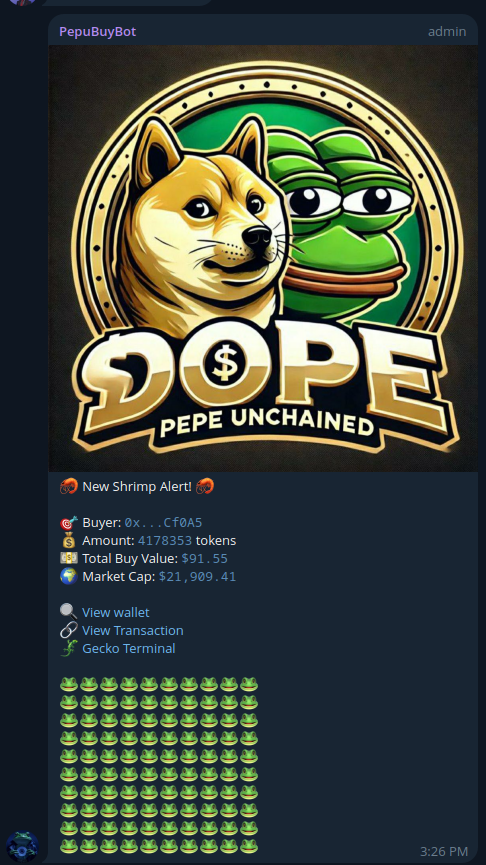 PepuBuyBot admin
DOPE
$
PEPE UNCHAINED
🦐 New Shrimp Alert! 🦐
🎯 Buyer: 0x...Cf0A5
💰 Amount: 4178353 tokens
💵 Total Buy Value: $91.55
🌍 Market Cap: $21,909.41
🔍 View wallet
🔗 View Transaction
🦎 Gecko Terminal
🐸🐸🐸🐸🐸🐸🐸🐸🐸🐸
🐸🐸🐸🐸🐸🐸🐸🐸🐸🐸
🐸🐸🐸🐸🐸🐸🐸🐸🐸🐸
🐸🐸🐸🐸🐸🐸🐸🐸🐸🐸
🐸🐸🐸🐸🐸🐸🐸🐸🐸🐸
🐸🐸🐸🐸🐸🐸🐸🐸🐸🐸
🐸🐸🐸🐸🐸🐸🐸🐸🐸🐸
🐸🐸🐸🐸🐸🐸🐸🐸🐸🐸
🐸🐸🐸🐸🐸🐸🐸🐸🐸🐸
🐸🐸🐸🐸🐸🐸🐸🐸🐸🐸
3:26 PM